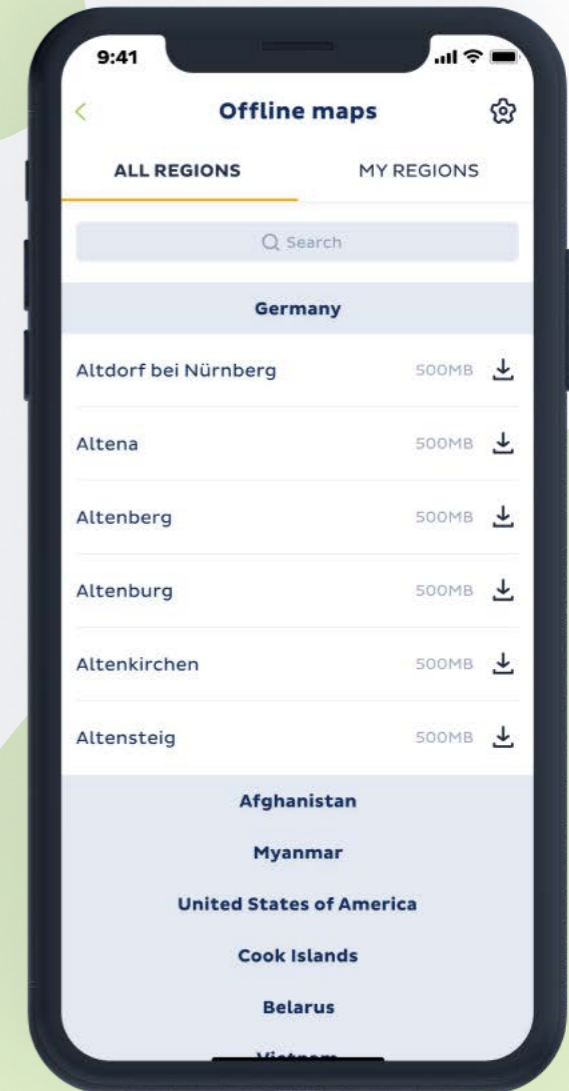 9:41
Offline maps
ALL REGIONS MY REGIONS
Search
Germany
Altdorf bei Nürnberg 500MB
Altena 500MB
Altenberg 500MB
Altenburg 500MB
Altenkirchen 500MB
Altensteig 500MB
Afghanistan
Myanmar
United States of America
Cook Islands
Belarus
Vietnam